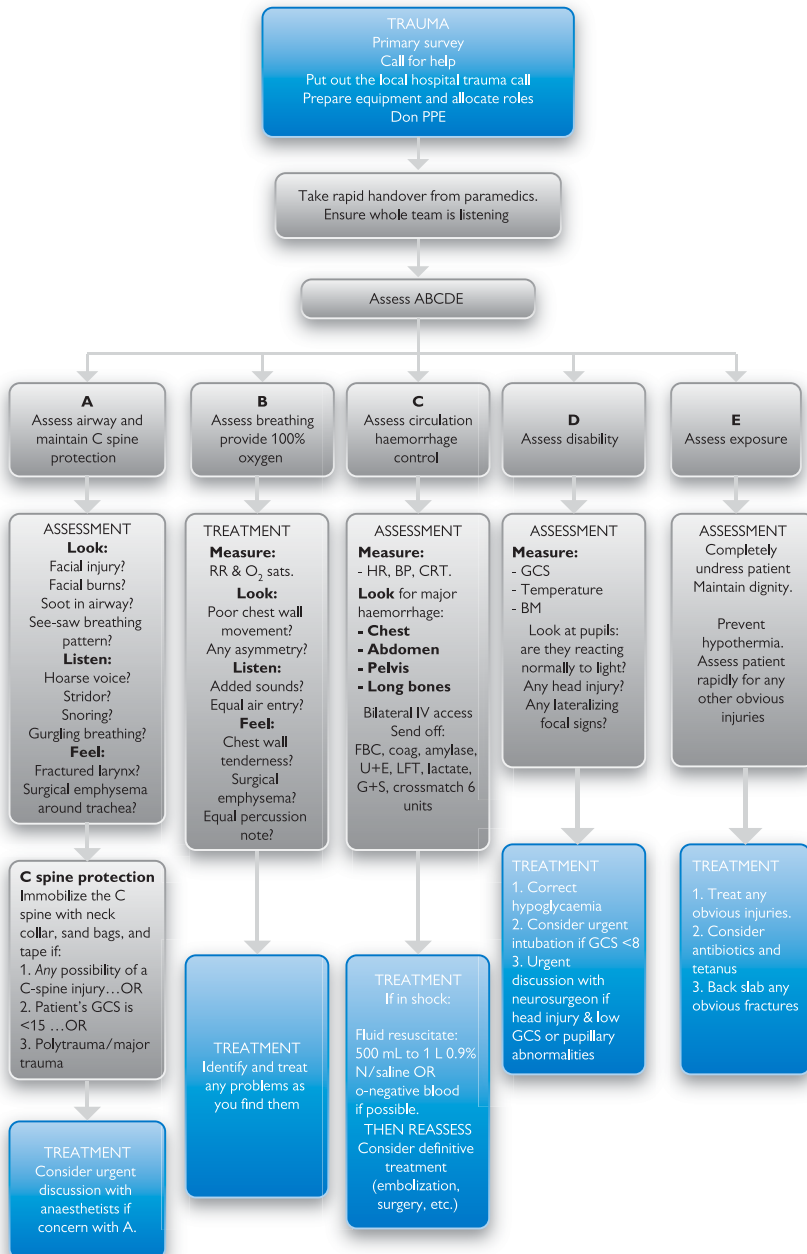 TRAUMA
Primary survey
Call for help
Put out the local hospital trauma call
Prepare equipment and allocate roles
Don PPE
Take rapid handover from paramedics.
Ensure whole team is listening
Assess ABCDE
A
Assess airway and
maintain C spine
protection
B
Assess breathing
provide 100%
oxygen
C
Assess circulation
haemorrhage
control
D
Assess disability
E
Assess exposure
ASSESSMENT
Look:
Facial injury?
Facial burns?
Soot in airway?
See-saw breathing
pattern?
Listen:
Hoarse voice?
Stridor?
Snoring?
Gurgling breathing?
Feel:
Fractured larynx?
Surgical emphysema
around trachea?
TREATMENT
Measure:
RR & O2 sats.
Look:
Poor chest wall
movement?
Any asymmetry?
Listen:
Added sounds?
Equal air entry?
Feel:
Chest wall
tenderness?
Surgical
emphysema?
Equal percussion
note?
ASSESSMENT
Measure:
- HR, BP, CRT.
Look for major
haemorrhage:
- Chest
- Abdomen
- Pelvis
- Long bones
Bilateral IV access
Send off:
FBC, coag, amylase,
U+E, LFT, lactate,
G+S, crossmatch 6
units
ASSESSMENT
Measure:
- GCS
- Temperature
- BM
Look at pupils:
are they reacting
normally to light?
Any head injury?
Any lateralizing
focal signs?
ASSESSMENT
Completely
undress patient
Maintain dignity.
Prevent
hypothermia.
Assess patient
rapidly for any
other obvious
injuries
C spine protection
Immobilize the C
spine with neck
collar, sand bags, and
tape if:
1. Any possibility of a
C-spine injury…OR
2. Patient's GCS is
<15 …OR
3. Polytrauma/major
trauma
TREATMENT
Consider urgent
discussion with
anaesthetists if
concern with A.
TREATMENT
Identify and treat
any problems as
you find them
TREATMENT
If in shock:
Fluid resuscitate:
500 mL to 1 L 0.9%
N/saline OR
o-negative blood
if possible.
THEN REASSESS
Consider definitive
treatment
(embolization,
surgery, etc.)
TREATMENT
1. Correct
hypoglycaemia
2. Consider urgent
intubation if GCS <8
3. Urgent
discussion with
neurosurgeon if
head injury & low
GCS or pupillary
abnormalities
TREATMENT
1. Treat any
obvious injuries.
2. Consider
antibiotics and
tetanus
3. Back slab any
obvious fractures